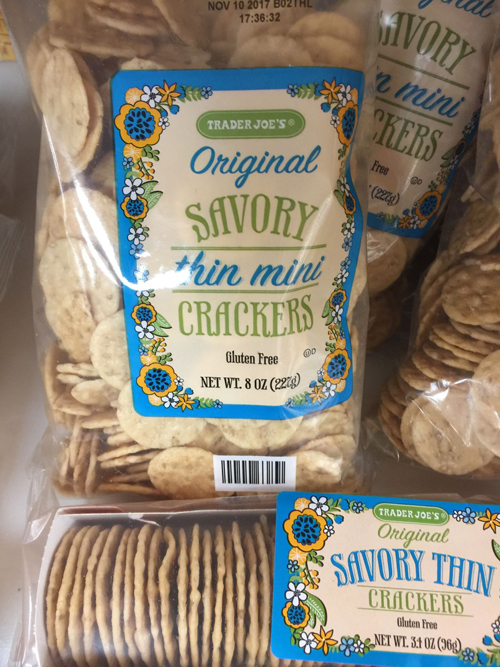 NOV 10 2017 B02THL
17:36:32
TRADER JOE'S®
Original
SAVORY
thin mini
CRACKERS
Gluten Free
NET WT. 8 OZ (227g)
SAVORY
mini
Free
(227g)
TRADER JOE'S®
Original
SAVORY THIN
CRACKERS
Gluten Free
NET WT. 3.4 OZ (96g)